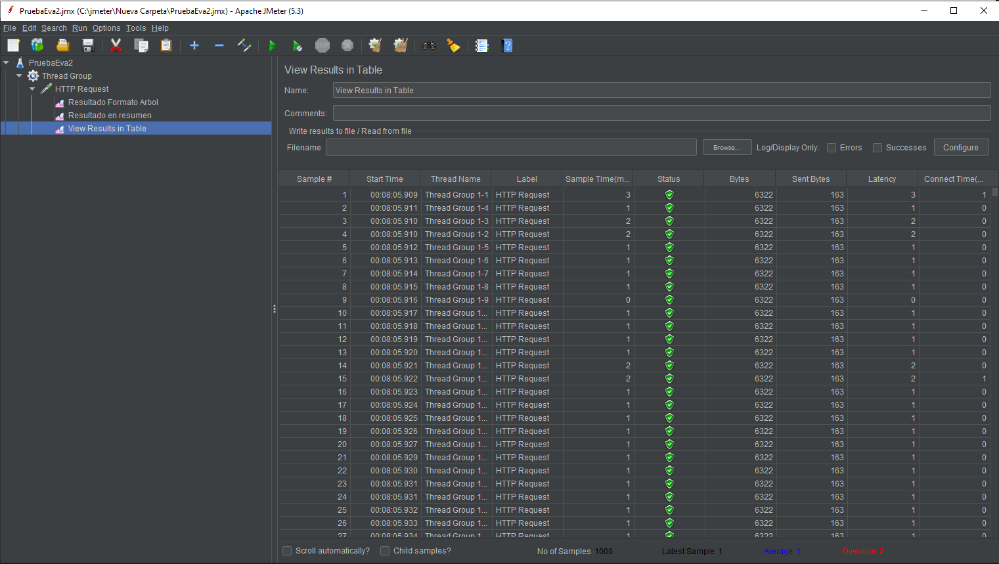 PruebaEva2.jmx (C:\jmeter\Nueva Carpeta\PruebaEva2.jmx) - Apache JMeter (5.3)
File Edit Search Run Options Tools Help
STOP
PruebaEva2
Thread Group
HTTP Request
Resultado Formato Arbol
Resultado en resumen
View Results in Table
View Results in Table
Name: View Results in Table
Comments:
Write results to file / Read from file
Filename Browse... Log/Display Only: Errors Successes Configure
Sample # Start Time Thread Name Label Sample Time(m... Status Bytes Sent Bytes Latency Connect Time(...
1 00:08:05.909 Thread Group 1-1 HTTP Request 3 6322 163 3 1
2 00:08:05.911 Thread Group 1-4 HTTP Request 1 6322 163 1 0
3 00:08:05.910 Thread Group 1-3 HTTP Request 2 6322 163 2 0
4 00:08:05.910 Thread Group 1-2 HTTP Request 2 6322 163 2 0
5 00:08:05.912 Thread Group 1-5 HTTP Request 1 6322 163 1 0
6 00:08:05.913 Thread Group 1-6 HTTP Request 1 6322 163 1 0
7 00:08:05.914 Thread Group 1-7 HTTP Request 1 6322 163 1 0
8 00:08:05.915 Thread Group 1-8 HTTP Request 1 6322 163 1 0
9 00:08:05.916 Thread Group 1-9 HTTP Request 0 6322 163 0 0
10 00:08:05.917 Thread Group 1... HTTP Request 1 6322 163 1 0
11 00:08:05.918 Thread Group 1... HTTP Request 1 6322 163 1 0
12 00:08:05.919 Thread Group 1... HTTP Request 1 6322 163 1 0
13 00:08:05.920 Thread Group 1... HTTP Request 1 6322 163 1 0
14 00:08:05.921 Thread Group 1... HTTP Request 2 6322 163 2 0
15 00:08:05.922 Thread Group 1... HTTP Request 2 6322 163 2 1
16 00:08:05.923 Thread Group 1... HTTP Request 1 6322 163 1 0
17 00:08:05.924 Thread Group 1... HTTP Request 1 6322 163 1 0
18 00:08:05.925 Thread Group 1... HTTP Request 1 6322 163 1 0
19 00:08:05.926 Thread Group 1... HTTP Request 1 6322 163 1 0
20 00:08:05.927 Thread Group 1... HTTP Request 1 6322 163 1 0
21 00:08:05.929 Thread Group 1... HTTP Request 1 6322 163 1 0
22 00:08:05.930 Thread Group 1... HTTP Request 1 6322 163 1 0
23 00:08:05.931 Thread Group 1... HTTP Request 1 6322 163 1 0
24 00:08:05.931 Thread Group 1... HTTP Request 1 6322 163 1 0
25 00:08:05.932 Thread Group 1... HTTP Request 1 6322 163 1 0
26 00:08:05.933 Thread Group 1... HTTP Request 1 6322 163 1 0
27 00:08:05.934 Thread Group 1... HTTP Request 1 6322 163 1 0
Scroll automatically? Child samples? No of Samples 1000 Latest Sample 1 Average 1 Deviation 2